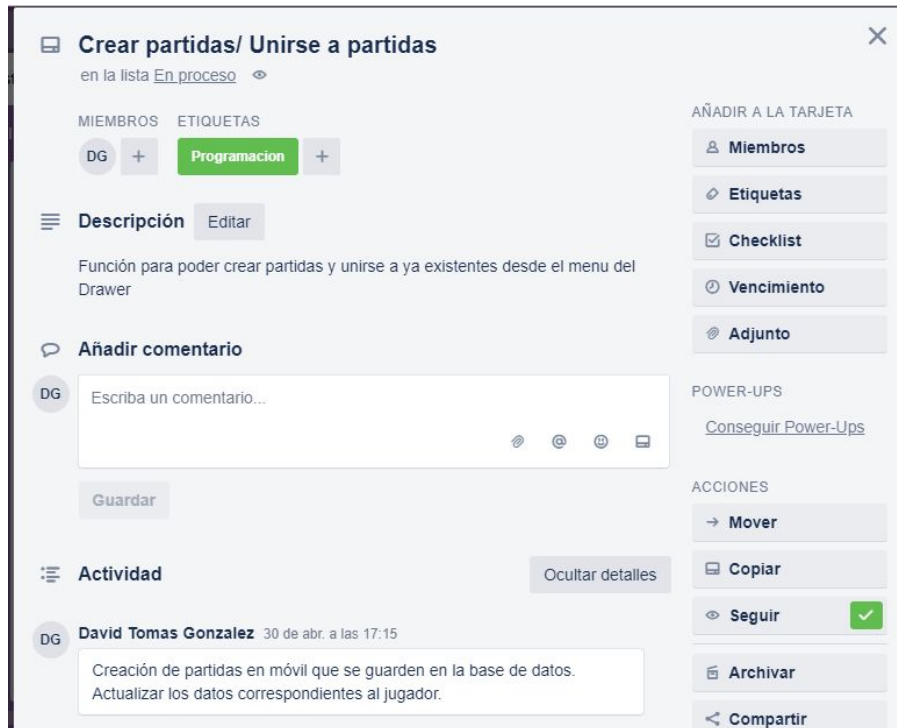 Crear partidas/ Unirse a partidas
en la lista En proceso
MIEMBROS ETIQUETAS
DG + Programacion +
Descripción Editar
Función para poder crear partidas y unirse a ya existentes desde el menu del
Drawer
Añadir comentario
DG
Escriba un comentario...
@
Guardar
Actividad Ocultar detalles
DG David Tomas Gonzalez 30 de abr. a las 17:15
Creación de partidas en móvil que se guarden en la base de datos.
Actualizar los datos correspondientes al jugador.
AÑADIR A LA TARJETA
Miembros
Etiquetas
Checklist
Vencimiento
Adjunto
POWER-UPS
Conseguir Power-Ups
ACCIONES
Mover
Copiar
Seguir
Archivar
Compartir